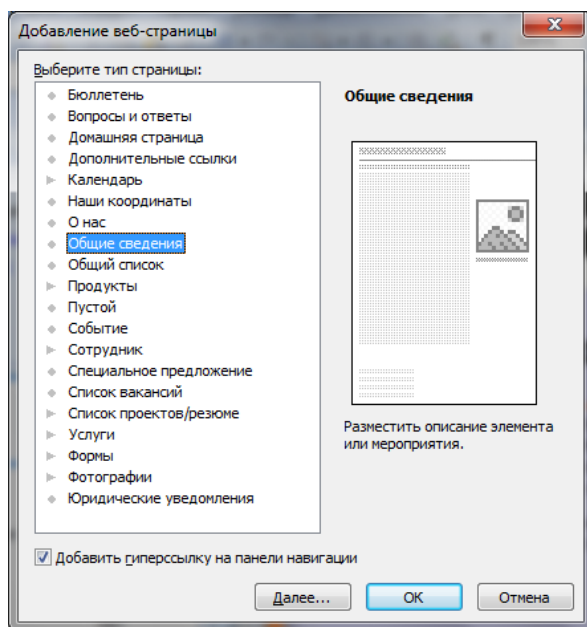 Добавление веб-страницы
Выберите тип страницы:
Бюллетень
Вопросы и ответы
Домашняя страница
Дополнительные ссылки
Календарь
Наши координаты
О нас
Общие сведения
Общий список
Продукты
Пустой
Событие
Сотрудник
Специальное предложение
Список вакансий
Список проектов/резюме
Услуги
Формы
Фотографии
Юридические уведомления
Общие сведения
Разместить описание элемента
или мероприятия.
Добавить гиперссылку на панели навигации
Далее...
ОК
Отмена